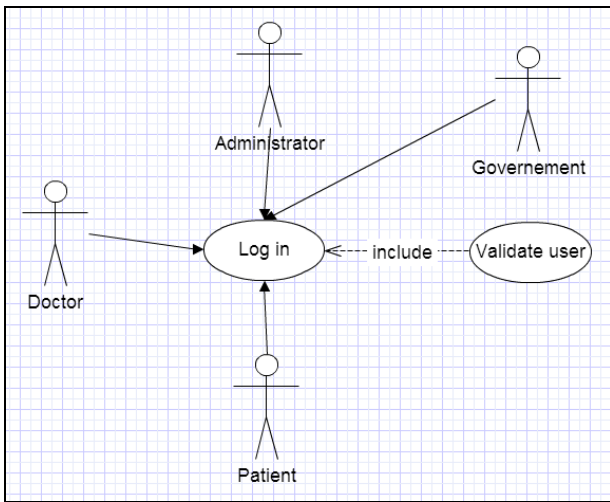 Administrator
Governement
Doctor
Log in
include
Validate user
Patient